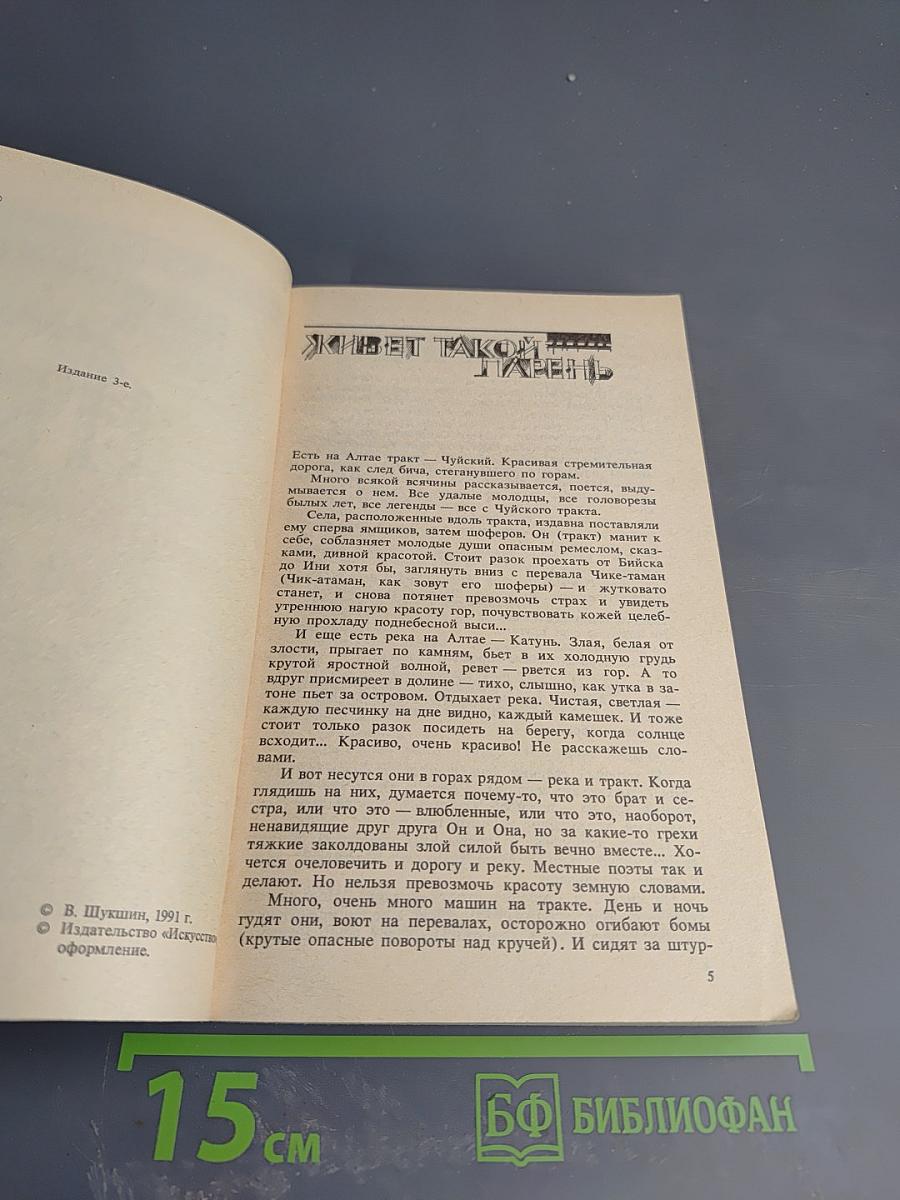 Издание 3-е.
© В. Шукшин, 1991 г.
© Издательство «Искусство
оформление.
ЖИВЕТ ТАКОЙ
ПАРЕНЬ
Есть на Алтае тракт — Чуйский. Красивая стремительная
дорога, как след бича, стеганувшего по горам.
Много всякой всячины рассказывается, поется, выду-
мывается о нем. Все удалые молодцы, все головорезы
былых лет, все легенды — все с Чуйского тракта.
Села, расположенные вдоль тракта, издавна поставляли
ему сперва ямщиков, затем шоферов. Он (тракт) манит к
себе, соблазняет молодые души опасным ремеслом, сказ-
ками, дивной красотой. Стоит разок проехать от Бийска
до Ини хотя бы, заглянуть вниз с перевала Чике-таман
(Чик-атаман, как зовут его шоферы) — и жутковато
станет, и снова потянет превозмочь страх и увидеть
утреннюю нагую красоту гор, почувствовать кожей целеб-
ную прохладу поднебесной выси...
И еще есть река на Алтае — Катунь. Злая, белая от
злости, прыгает по камням, бьет в их холодную грудь
крутой яростной волной, ревет — рвется из гор. А то
вдруг присмиреет в долине — тихо, слышно, как утка в за-
тоне пьет за островом. Отдыхает река. Чистая, светлая —
каждую песчинку на дне видно, каждый камешек. И тоже
стоит только разок посидеть на берегу, когда солнце
всходит... Красиво, очень красиво! Не расскажешь сло-
вами.
И вот несутся они в горах рядом — река и тракт. Когда
глядишь на них, думается почему-то, что это брат и се-
стра, или что это — влюбленные, или что это, наоборот,
ненавидящие друг друга Он и Она, но за какие-то грехи
тяжкие заколдованы злой силой быть вечно вместе... Хо-
чется очеловечить и дорогу и реку. Местные поэты так и
делают. Но нельзя превозмочь красоту земную словами.
Много, очень много машин на тракте. День и ночь
гудят они, воют на перевалах, осторожно огибают бомы
(крутые опасные повороты над кручей). И сидят за штур-
5
15 см
БФ БИБЛИОФАН